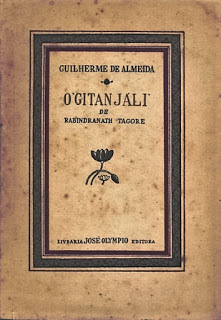 GUILHERME DE ALMEIDA
O "GITANJALI"
DE
RABINDRANATH TAGORE
LIVRARIA JOSÉ OLYMPIO EDITORA